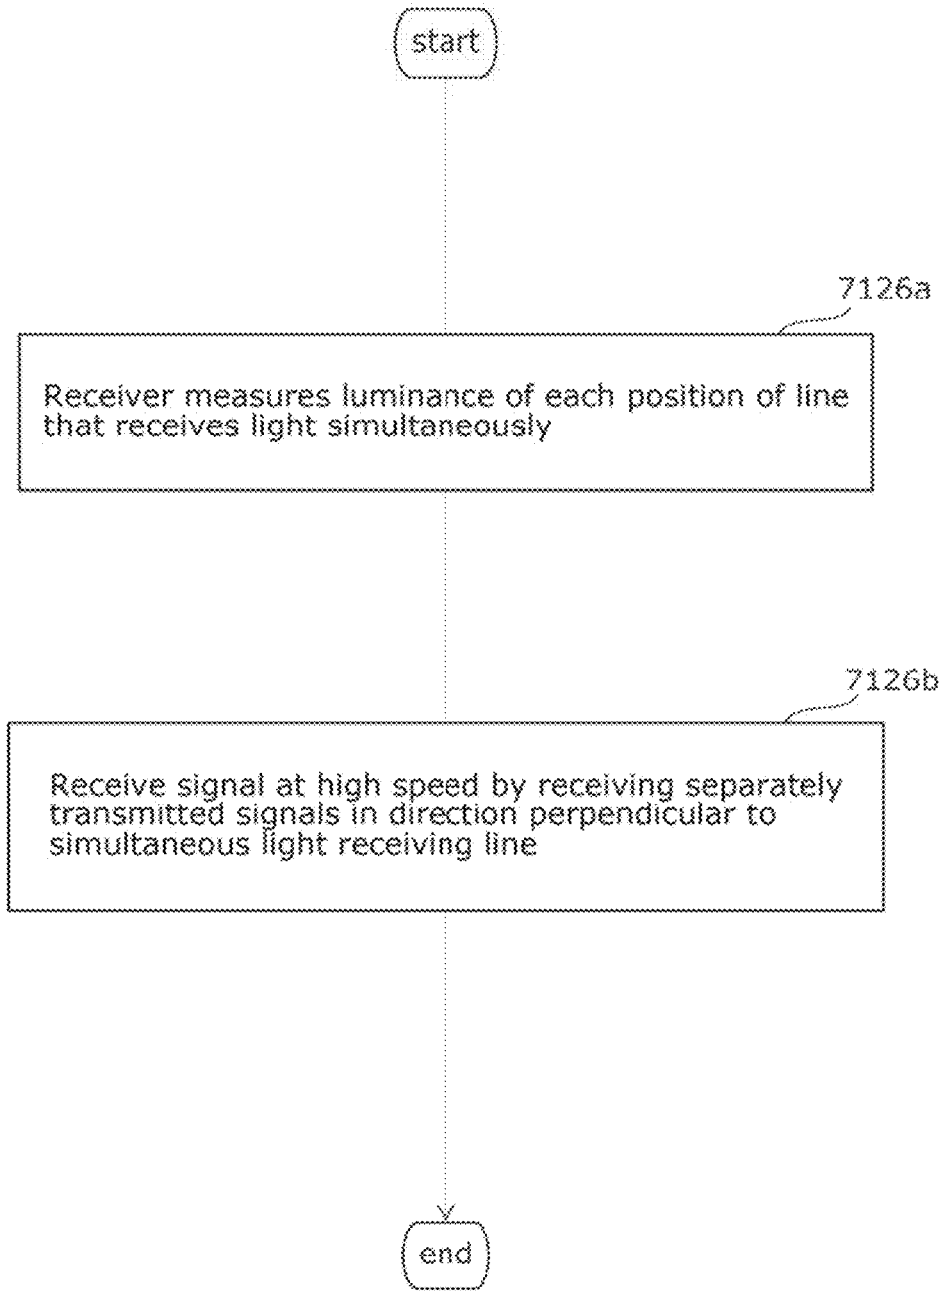 start
7126a
Receiver measures luminance of each position of line
that receives light simultaneously
7126b
Receive signal at high speed by receiving separately
transmitted signals in direction perpendicular to
simultaneous light receiving line
end